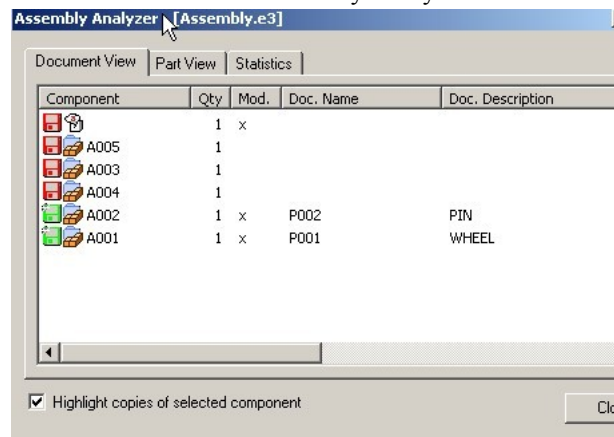 Assembly Analyzer - [Assembly.e3]
Document View Part View Statistics
Component Qty Mod. Doc. Name Doc. Description
1 x
A005 1
A003 1
A004 1
A002 1 x P002 PIN
A001 1 x P001 WHEEL
Highlight copies of selected component